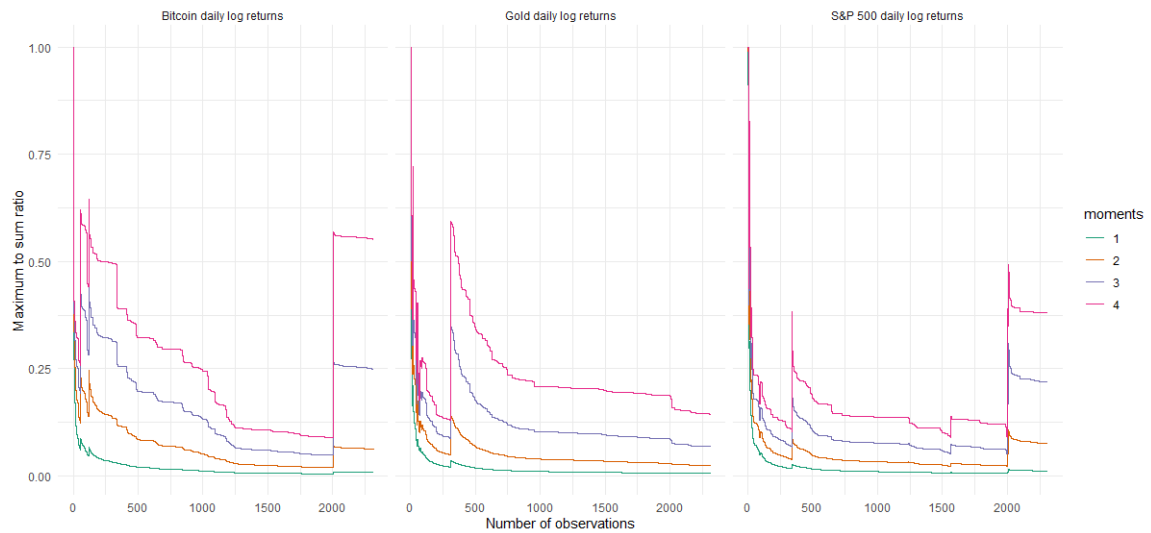 Bitcoin daily log returns
Gold daily log returns
S&P 500 daily log returns
1.00
0.75
0.50
0.25
0.00
Maximum to sum ratio
0 500 1000 1500 2000
0 500 1000 1500 2000
0 500 1000 1500 2000
Number of observations
moments
1
2
3
4